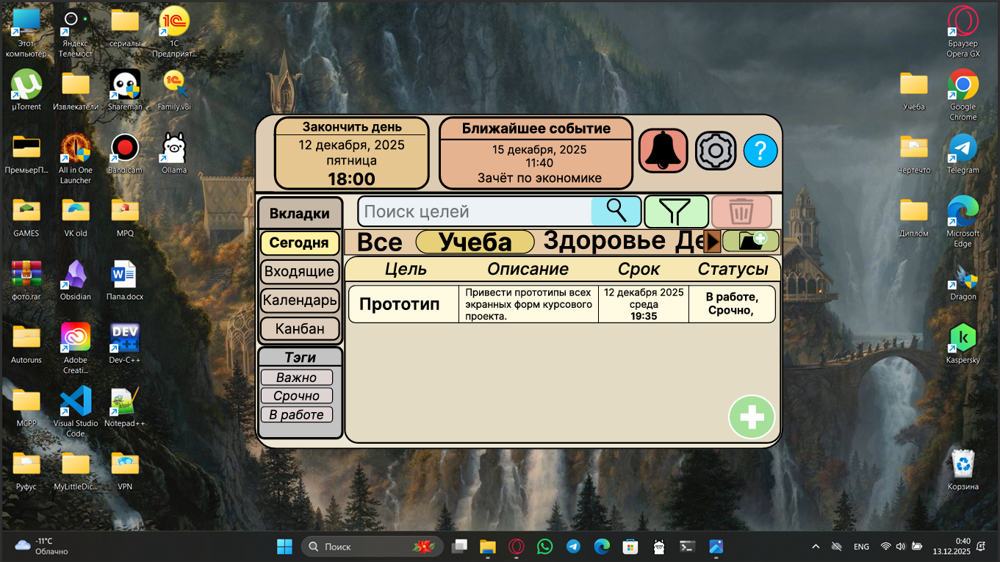 Этот
компьютер
Яндекс
Телемост
сериалы
1С
Предприят...
µTorrent
Извлекатели
Shareman
Family.v8i
ПремьерП...
All in One
Launcher
Bandicam
Ollama
GAMES
VK old
MPQ
фото.rar
Obsidian
Папа.docx
Autoruns
Adobe
Creati...
DEV
C++
Dev-C++
МСРР
Visual Studio
Code
Notepad++
Руфус
MyLittleDic...
VPN
Закончить день
12 декабря, 2025
пятница
18:00
Ближайшее событие
15 декабря, 2025
11:40
Зачёт по экономике
?
Вкладки
Сегодня
Входящие
Календарь
Канбан
Тэги
Важно
Срочно
В работе
Поиск целей
Все Учеба Здоровье Де
Цель Описание Срок Статусы
Прототип
Привести прототипы всех
экранных форм курсового
проекта.
12 декабря 2025
среда
19:35
В работе,
Срочно,
Браузер
Opera GX
Учеба
Google
Chrome
Чертечто
Telegram
Диплом
Microsoft
Edge
Dragon
Kaspersky
Корзина
-11°C
Облачно
Поиск
ENG
0:40
13.12.2025